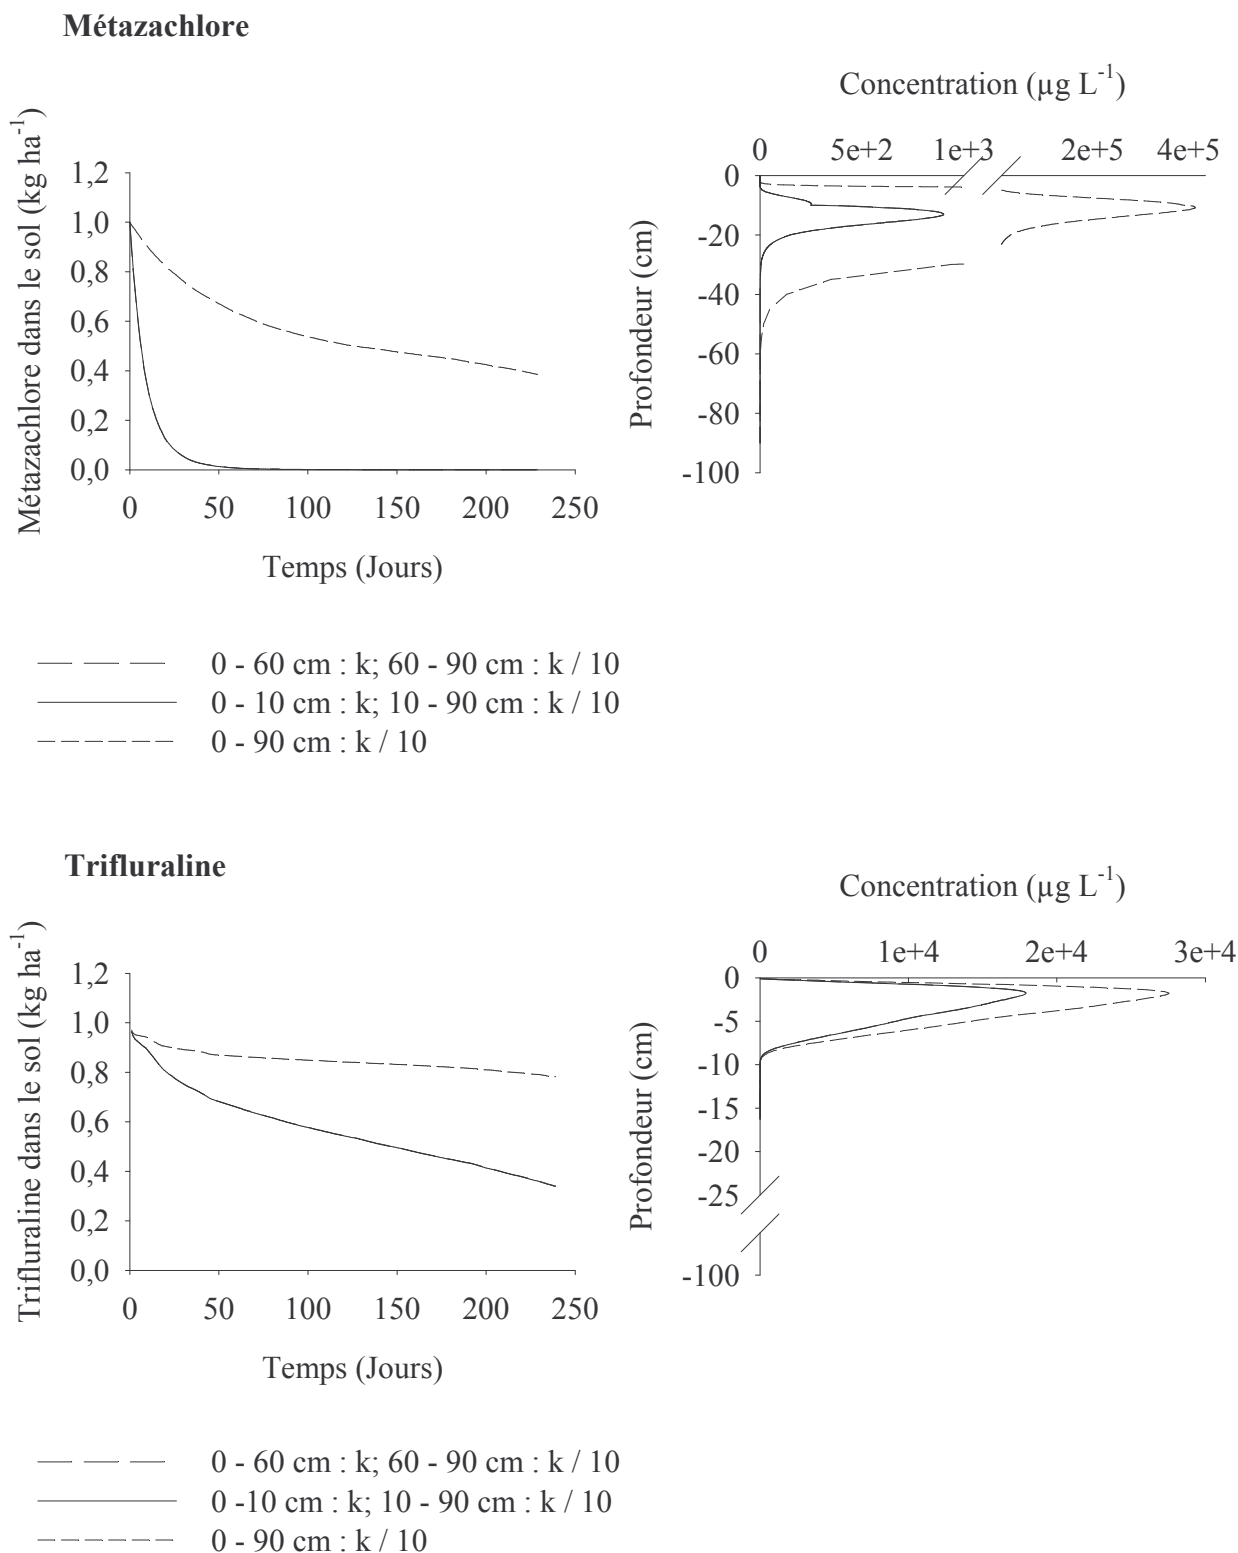 Métazachlore
Concentration (µg L-1)
Métazachlore dans le sol (kg ha-1)
1,2
1,0
0,8
0,6
0,4
0,2
0,0
0 50 100 150 200 250
Temps (Jours)
Profondeur (cm)
0 5e+2 1e+3 2e+5 4e+5
0
-20
-40
-60
-80
-100
0 - 60 cm : k; 60 - 90 cm : k / 10
0 - 10 cm : k; 10 - 90 cm : k / 10
0 - 90 cm : k / 10
Trifluraline
Concentration (µg L-1)
Trifluraline dans le sol (kg ha-1)
1,2
1,0
0,8
0,6
0,4
0,2
0,0
0 50 100 150 200 250
Temps (Jours)
Profondeur (cm)
0 1e+4 2e+4 3e+4
0
-5
-10
-15
-20
-25
-100
0 - 60 cm : k; 60 - 90 cm : k / 10
0 -10 cm : k; 10 - 90 cm : k / 10
0 - 90 cm : k / 10